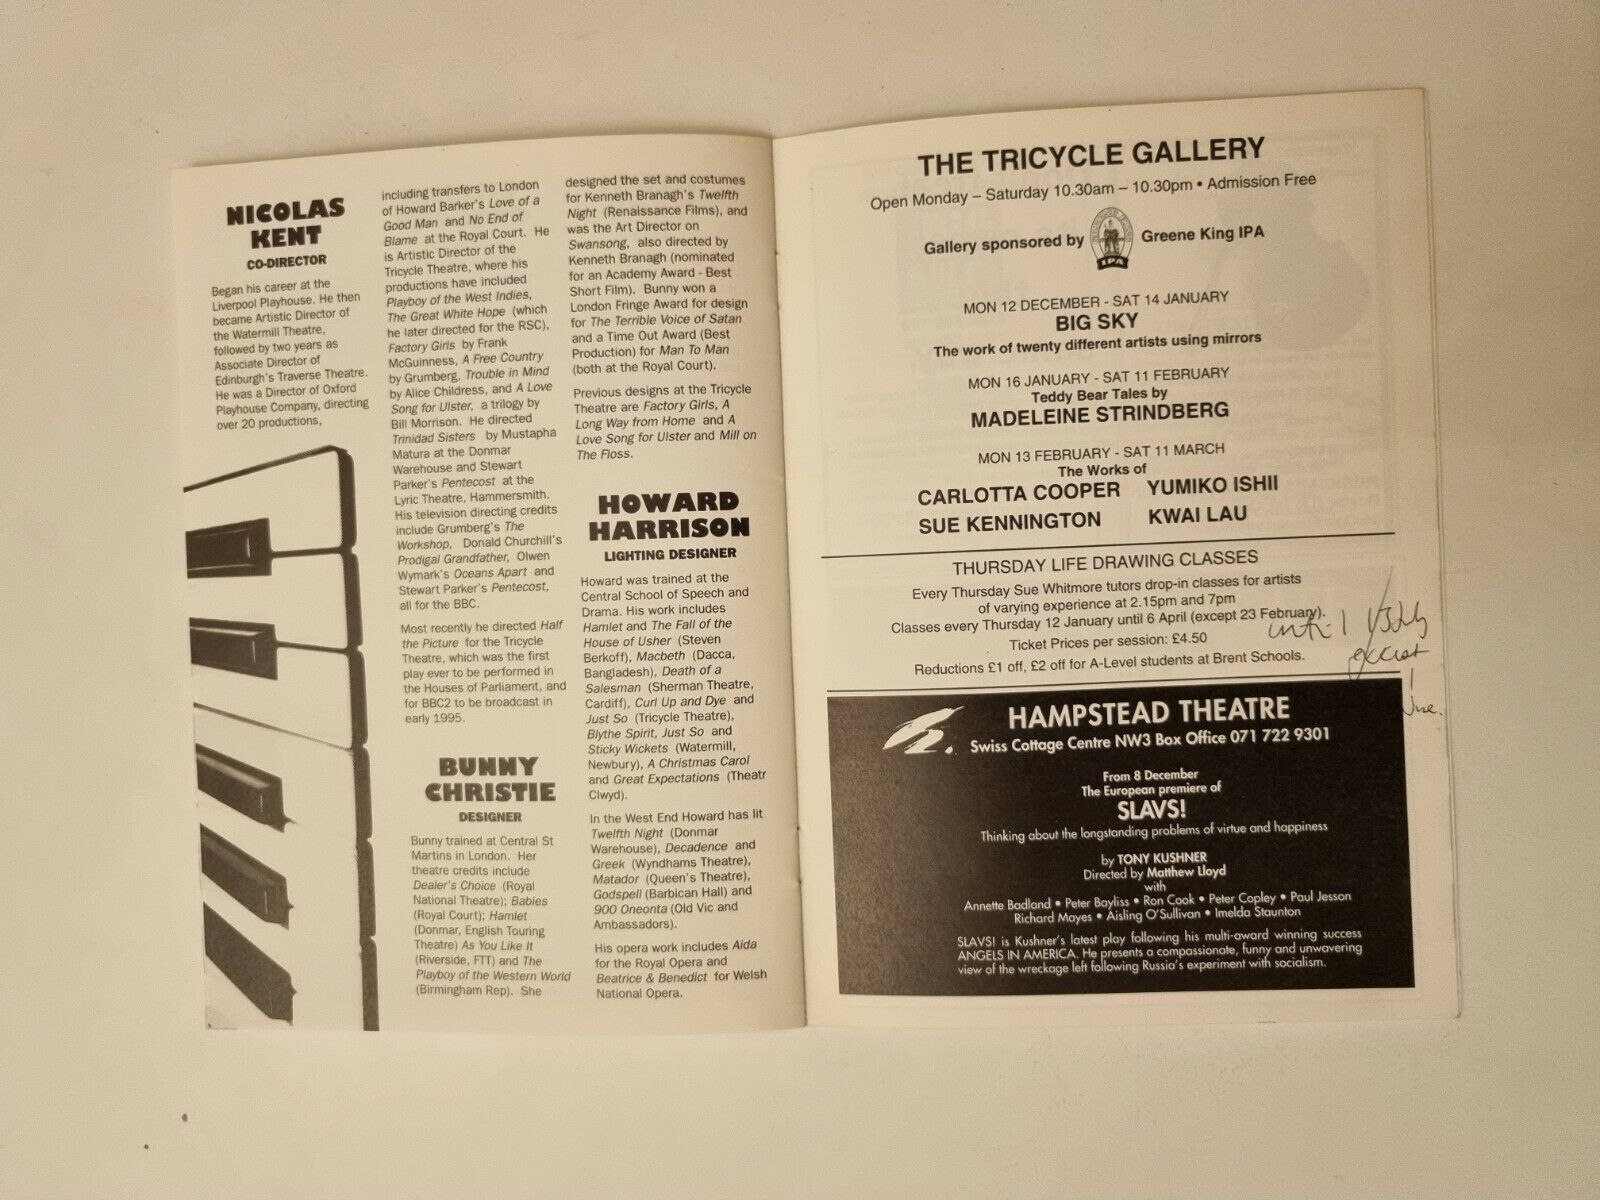 NICOLAS
KENT
CO-DIRECTOR
Began his career at the
Liverpool Playhouse. He then
became Artistic Director of
the Watermill Theatre,
followed by two years as
Associate Director of
Edinburgh's Traverse Theatre.
He was a Director of Oxford
Playhouse Company, directing
over 20 productions,
including transfers to London
of Howard Barker's Love of a
Good Man and No End of
Blame at the Royal Court. He
is Artistic Director of the
Tricycle Theatre, where his
productions have included
Playboy of the West Indies,
The Great White Hope (which
he later directed for the RSC),
Factory Girls by Frank
McGuinness, A Free Country
by Grumberg, Trouble in Mind
by Alice Childress, and A Love
Song for Ulster, a trilogy by
Bill Morrison. He directed
Trinidad Sisters by Mustapha
Matura at the Donmar
Warehouse and Stewart
Parker's Pentecost at the
Lyric Theatre, Hammersmith.
His television directing credits
include Grumberg's The
Workshop, Donald Churchill's
Prodigal Grandfather, Olwen
Wymark's Oceans Apart and
Stewart Parker's Pentecost,
all for the BBC.
Most recently he directed Half
the Picture for the Tricycle
Theatre, which was the first
play ever to be performed in
the Houses of Parliament, and
for BBC2 to be broadcast in
early 1995.
BUNNY
CHRISTIE
DESIGNER
Bunny trained at Central St
Martins in London. Her
theatre credits include
Dealer's Choice (Royal
National Theatre); Babies
(Royal Court); Hamlet
(Donmar, English Touring
Theatre) As You Like It
(Riverside, FTT) and The
Playboy of the Western World
(Birmingham Rep). She
designed the set and costumes
for Kenneth Branagh's Twelfth
Night (Renaissance Films), and
was the Art Director on
Swansong, also directed by
Kenneth Branagh (nominated
for an Academy Award - Best
Short Film). Bunny won a
London Fringe Award for design
for The Terrible Voice of Satan
and a Time Out Award (Best
Production) for Man To Man
(both at the Royal Court).
Previous designs at the Tricycle
Theatre are Factory Girls, A
Long Way from Home and A
Love Song for Ulster and Mill on
The Floss.
HOWARD
HARRISON
LIGHTING DESIGNER
Howard was trained at the
Central School of Speech and
Drama. His work includes
Hamlet and The Fall of the
House of Usher (Steven
Berkoff), Macbeth (Dacca,
Bangladesh), Death of a
Salesman (Sherman Theatre,
Cardiff), Curl Up and Dye and
Just So (Tricycle Theatre),
Blythe Spirit, Just So and
Sticky Wickets (Watermill,
Newbury), A Christmas Carol
and Great Expectations (Theatr
Clwyd).
In the West End Howard has lit
Twelfth Night (Donmar
Warehouse), Decadence and
Greek (Wyndhams Theatre),
Matador (Queen's Theatre),
Godspell (Barbican Hall) and
900 Oneonta (Old Vic and
Ambassadors).
His opera work includes Aida
for the Royal Opera and
Beatrice & Benedict for Welsh
National Opera.
THE TRICYCLE GALLERY
Open Monday – Saturday 10.30am – 10.30pm • Admission Free
Gallery sponsored by IPA Greene King IPA
MON 12 DECEMBER - SAT 14 JANUARY
BIG SKY
The work of twenty different artists using mirrors
MON 16 JANUARY - SAT 11 FEBRUARY
Teddy Bear Tales by
MADELEINE STRINDBERG
MON 13 FEBRUARY - SAT 11 MARCH
The Works of
CARLOTTA COOPER YUMIKO ISHII
SUE KENNINGTON KWAI LAU
THURSDAY LIFE DRAWING CLASSES
Every Thursday Sue Whitmore tutors drop-in classes for artists
of varying experience at 2.15pm and 7pm
Classes every Thursday 12 January until 6 April (except 23 February).
Ticket Prices per session: £4.50
Reductions £1 off, £2 off for A-Level students at Brent Schools.
until
except
1
June.
HAMPSTEAD THEATRE
Swiss Cottage Centre NW3 Box Office 071 722 9301
From 8 December
The European premiere of
SLAVS!
Thinking about the longstanding problems of virtue and happiness
by TONY KUSHNER
Directed by Matthew Lloyd
with
Annette Badland • Peter Bayliss • Ron Cook • Peter Copley • Paul Jesson
Richard Mayes • Aisling O'Sullivan • Imelda Staunton
SLAVS! is Kushner's latest play following his multi-award winning success
ANGELS IN AMERICA. He presents a compassionate, funny and unwavering
view of the wreckage left following Russia's experiment with socialism.